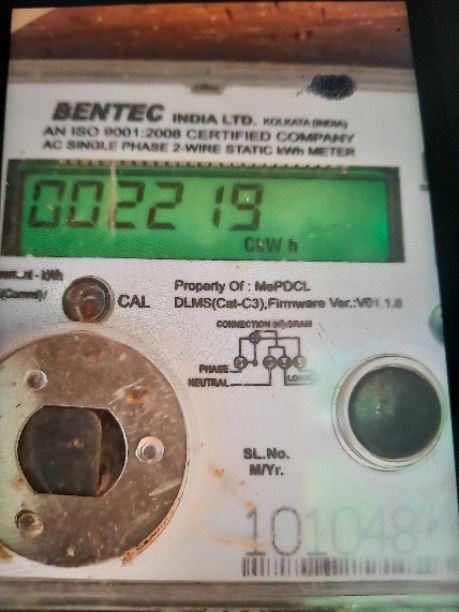 BENTEC INDIA LTD. KOLKATA (INDIA)
AN ISO 9001:2008 CERTIFIED COMPANY
AC SINGLE PHASE 2-WIRE STATIC kWh METER
002219
CkW h
kWh
CAL
Property Of : MePDCL
DLMS(Cat-C3),Firmware Ver.:V01.1.8
CONNECTION DIAGRAM
PHASE
NEUTRAL
LOAD
SL.No.
M/Yr.
101048